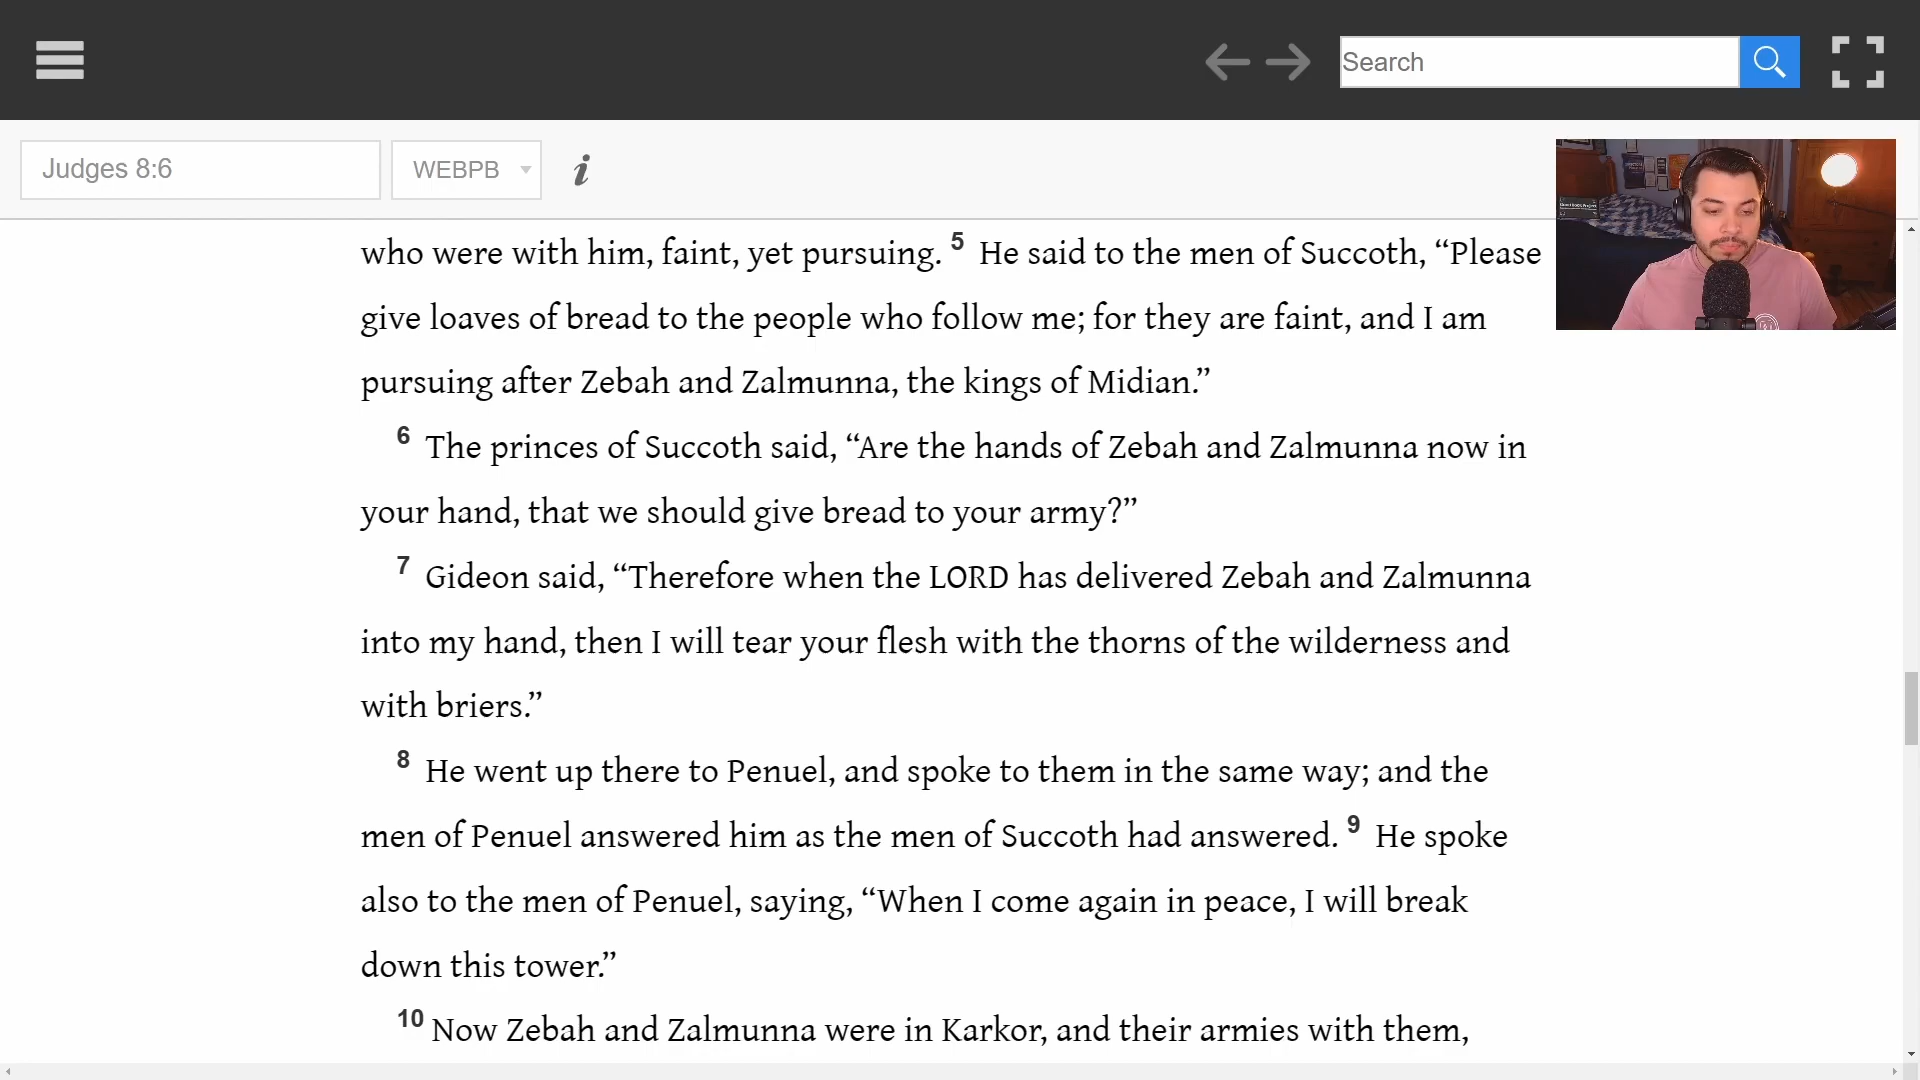 Search
Judges 8:6
WEBPB
i
who were with him, faint, yet pursuing. 5 He said to the men of Succoth, “Please
give loaves of bread to the people who follow me; for they are faint, and I am
pursuing after Zebah and Zalmunna, the kings of Midian.”
6 The princes of Succoth said, “Are the hands of Zebah and Zalmunna now in
your hand, that we should give bread to your army?”
7 Gideon said, “Therefore when the LORD has delivered Zebah and Zalmunna
into my hand, then I will tear your flesh with the thorns of the wilderness and
with briers.”
8 He went up there to Penuel, and spoke to them in the same way; and the
men of Penuel answered him as the men of Succoth had answered. 9 He spoke
also to the men of Penuel, saying, “When I come again in peace, I will break
down this tower.”
10 Now Zebah and Zalmunna were in Karkor, and their armies with them,